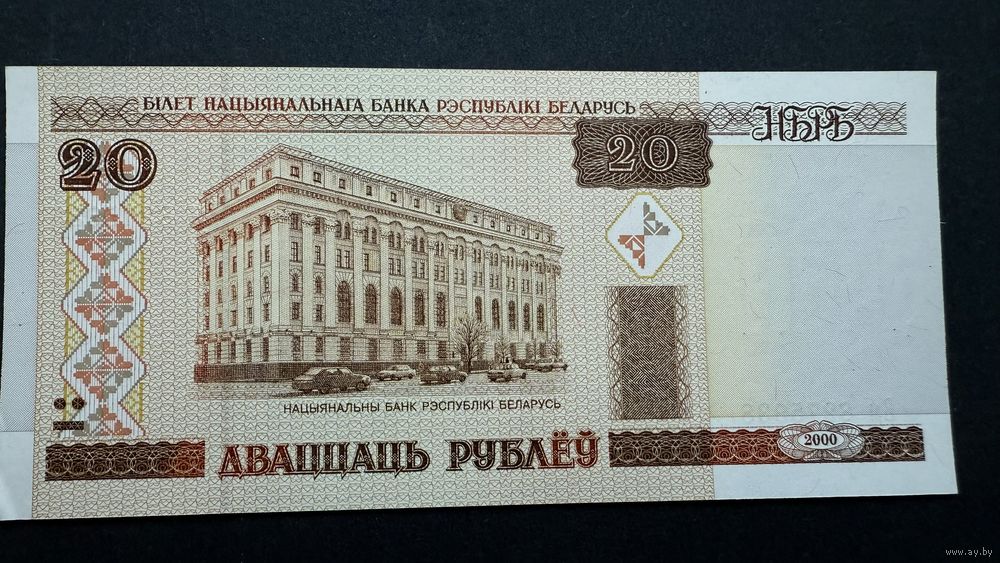 БІЛЕТ НАЦЫЯНАЛЬНАГА БАНКА РЭСПУБЛІКІ БЕЛАРУСЬ
НБРБ
20
20
НАЦЫЯНАЛЬНЫ БАНК РЭСПУБЛІКІ БЕЛАРУСЬ
ДВАЦЦАЦЬ РУБЛЁЎ
2000
www.ay.by